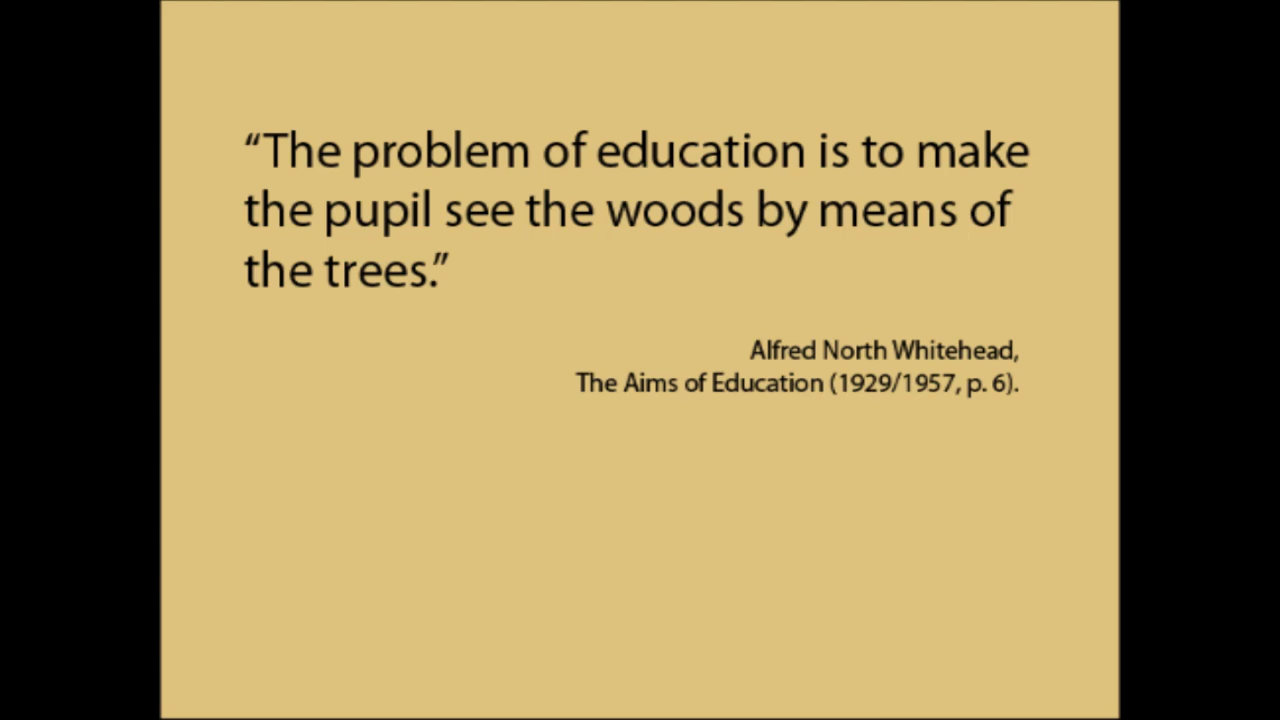 “The problem of education is to make
the pupil see the woods by means of
the trees.”
Alfred North Whitehead,
The Aims of Education (1929/1957, p. 6).